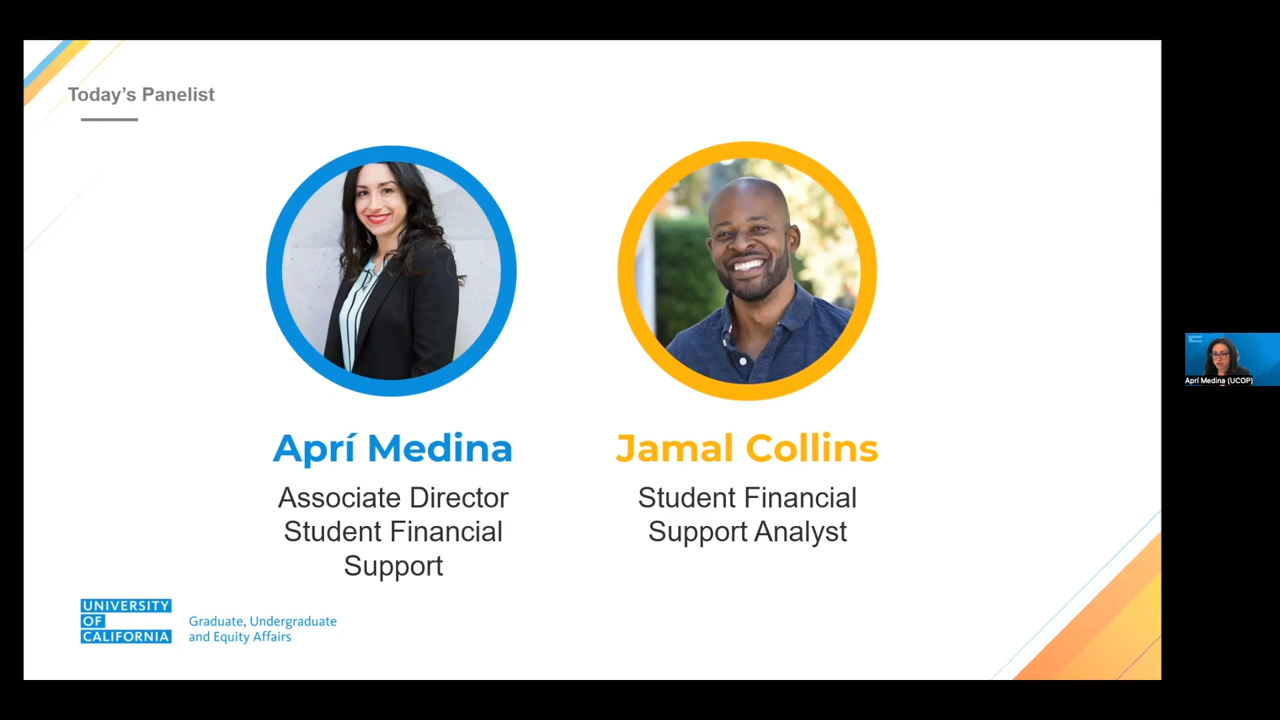 Today's Panelist
Aprí Medina
Associate Director
Student Financial
Support
Jamal Collins
Student Financial
Support Analyst
UNIVERSITY
OF
CALIFORNIA
Graduate, Undergraduate
and Equity Affairs
Aprí Medina (UCOP)